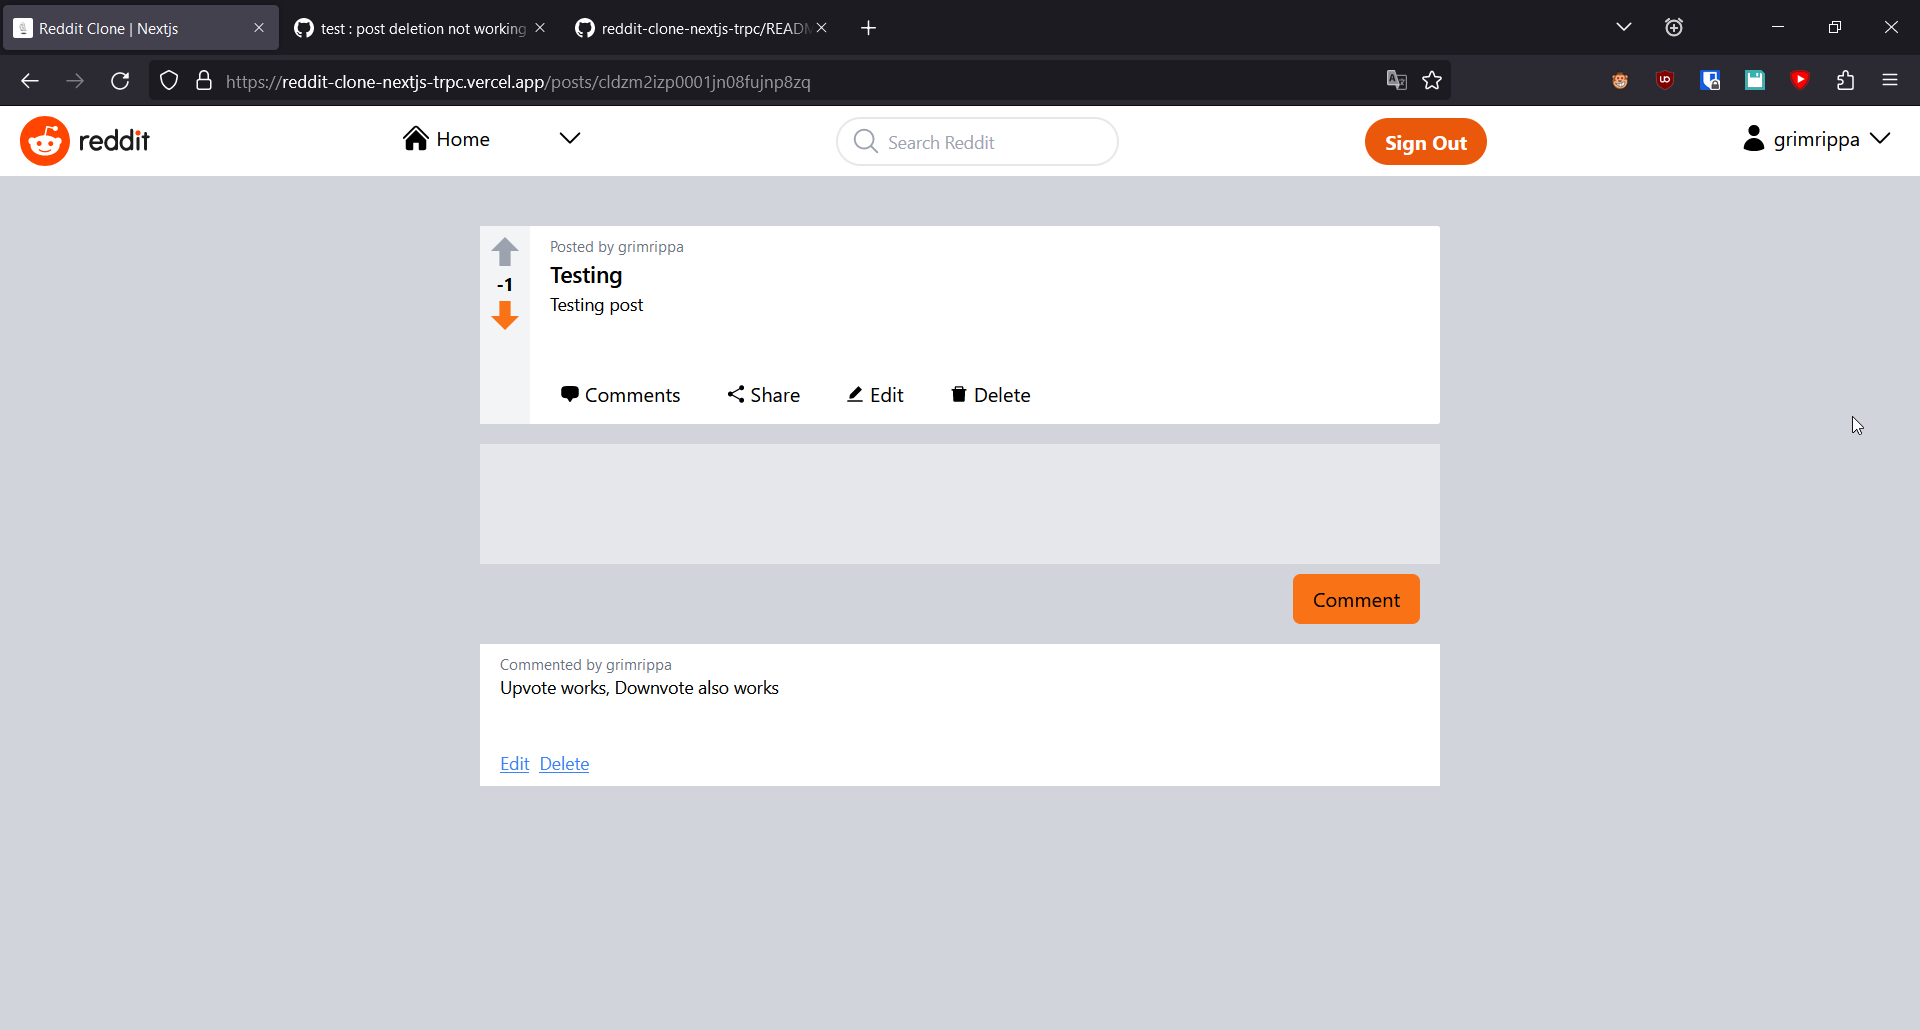 Reddit Clone | Nextjs
test : post deletion not working
reddit-clone-nextjs-trpc/READM
https://reddit-clone-nextjs-trpc.vercel.app/posts/cldzm2izp0001jn08fujnp8zq
reddit
Home
Search Reddit
Sign Out
grimrippa
Posted by grimrippa
Testing
-1
Testing post
Comments
Share
Edit
Delete
Comment
Commented by grimrippa
Upvote works, Downvote also works
Edit Delete